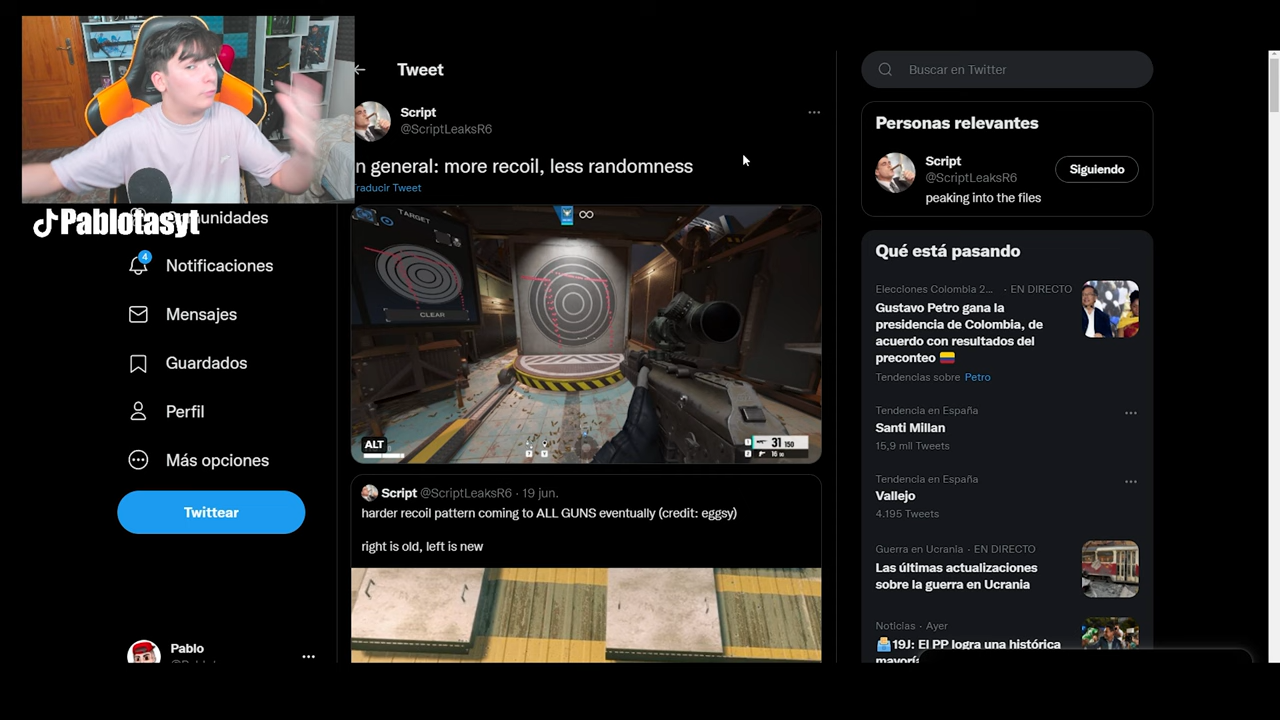 Tweet
Script
@ScriptLeaksR6
n general: more recoil, less randomness
raducir Tweet
TARGET
CLEAR
∞
ALT
31 150
Script @ScriptLeaksR6 · 19 jun.
harder recoil pattern coming to ALL GUNS eventually (credit: eggsy)
right is old, left is new
Pablotasyt
munidades
4
Notificaciones
Mensajes
Guardados
Perfil
Más opciones
Twittear
Pablo
Buscar en Twitter
Personas relevantes
Script
@ScriptLeaksR6
Siguiendo
peaking into the files
Qué está pasando
Elecciones Colombia 2... · EN DIRECTO
Gustavo Petro gana la
presidencia de Colombia, de
acuerdo con resultados del
preconteo 🇨🇴
Tendencias sobre Petro
Tendencia en España
Santi Millan
15,9 mil Tweets
Tendencia en España
Vallejo
4.195 Tweets
Guerra en Ucrania · EN DIRECTO
Las últimas actualizaciones
sobre la guerra en Ucrania
Noticias · Ayer
🗳️19J: El PP logra una histórica